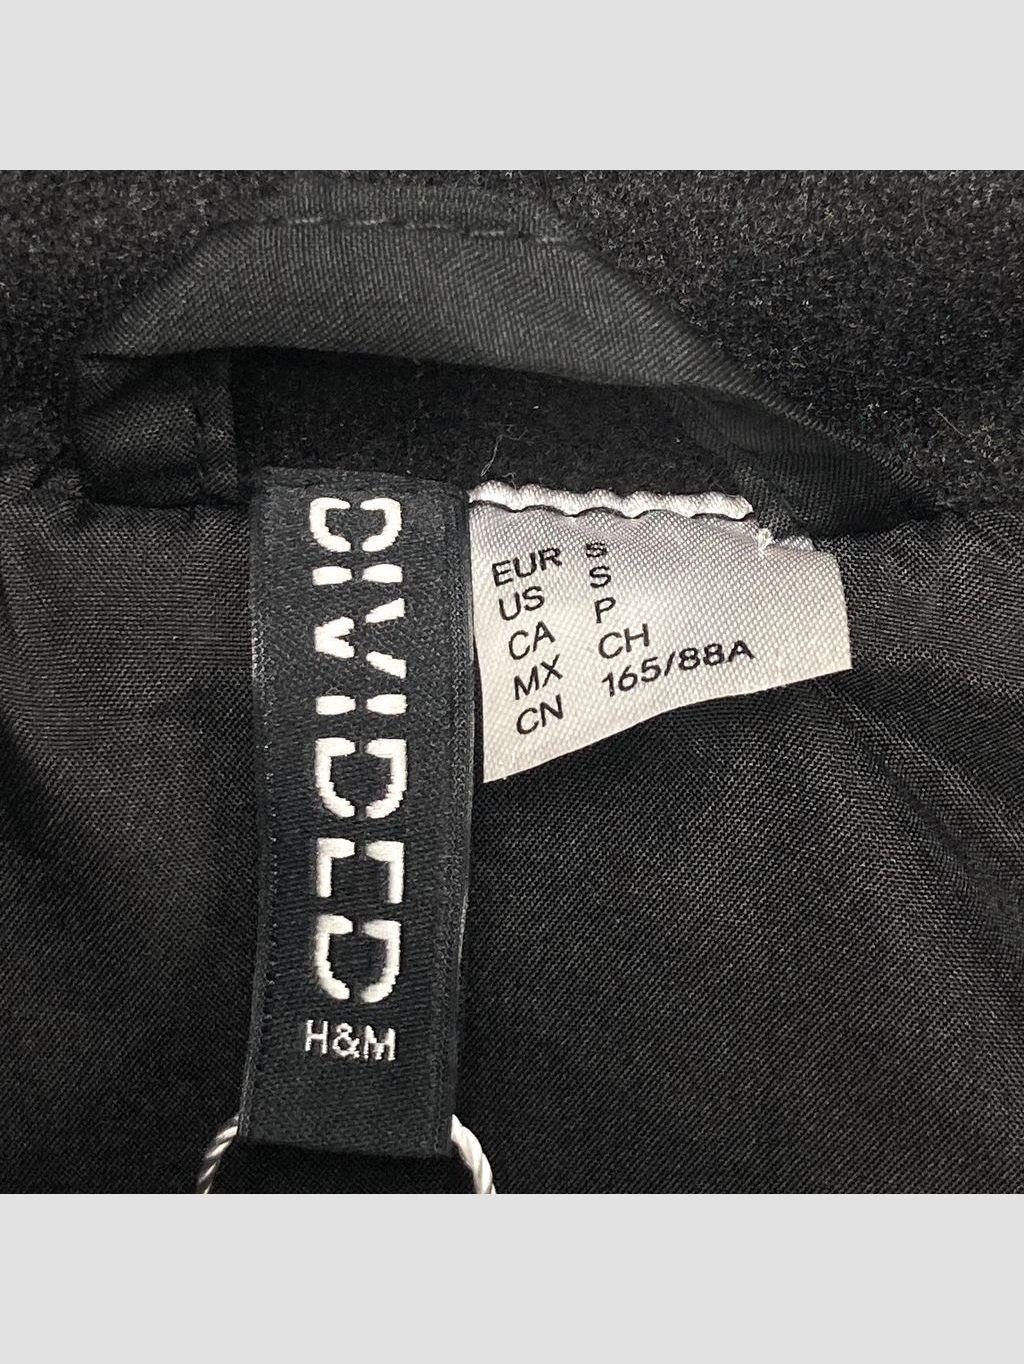 DIVIDED
H&M
EUR S
US S
CA P
MX CH
CN 165/88A